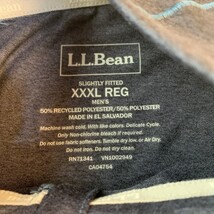 L.L.Bean
SLIGHTLY FITTED
XXXL REG
MEN'S
50% RECYCLED POLYESTER/50% POLYESTER
MADE IN EL SALVADOR
Machine wash cold. With like colors. Delicate Cycle.
Only Non-chlorine bleach if needed. Do
not use fabric softeners. Tumble dry low, or Air Dry.
Do not iron. Do not dry clean.
RN71341 VN1002949
CA04754